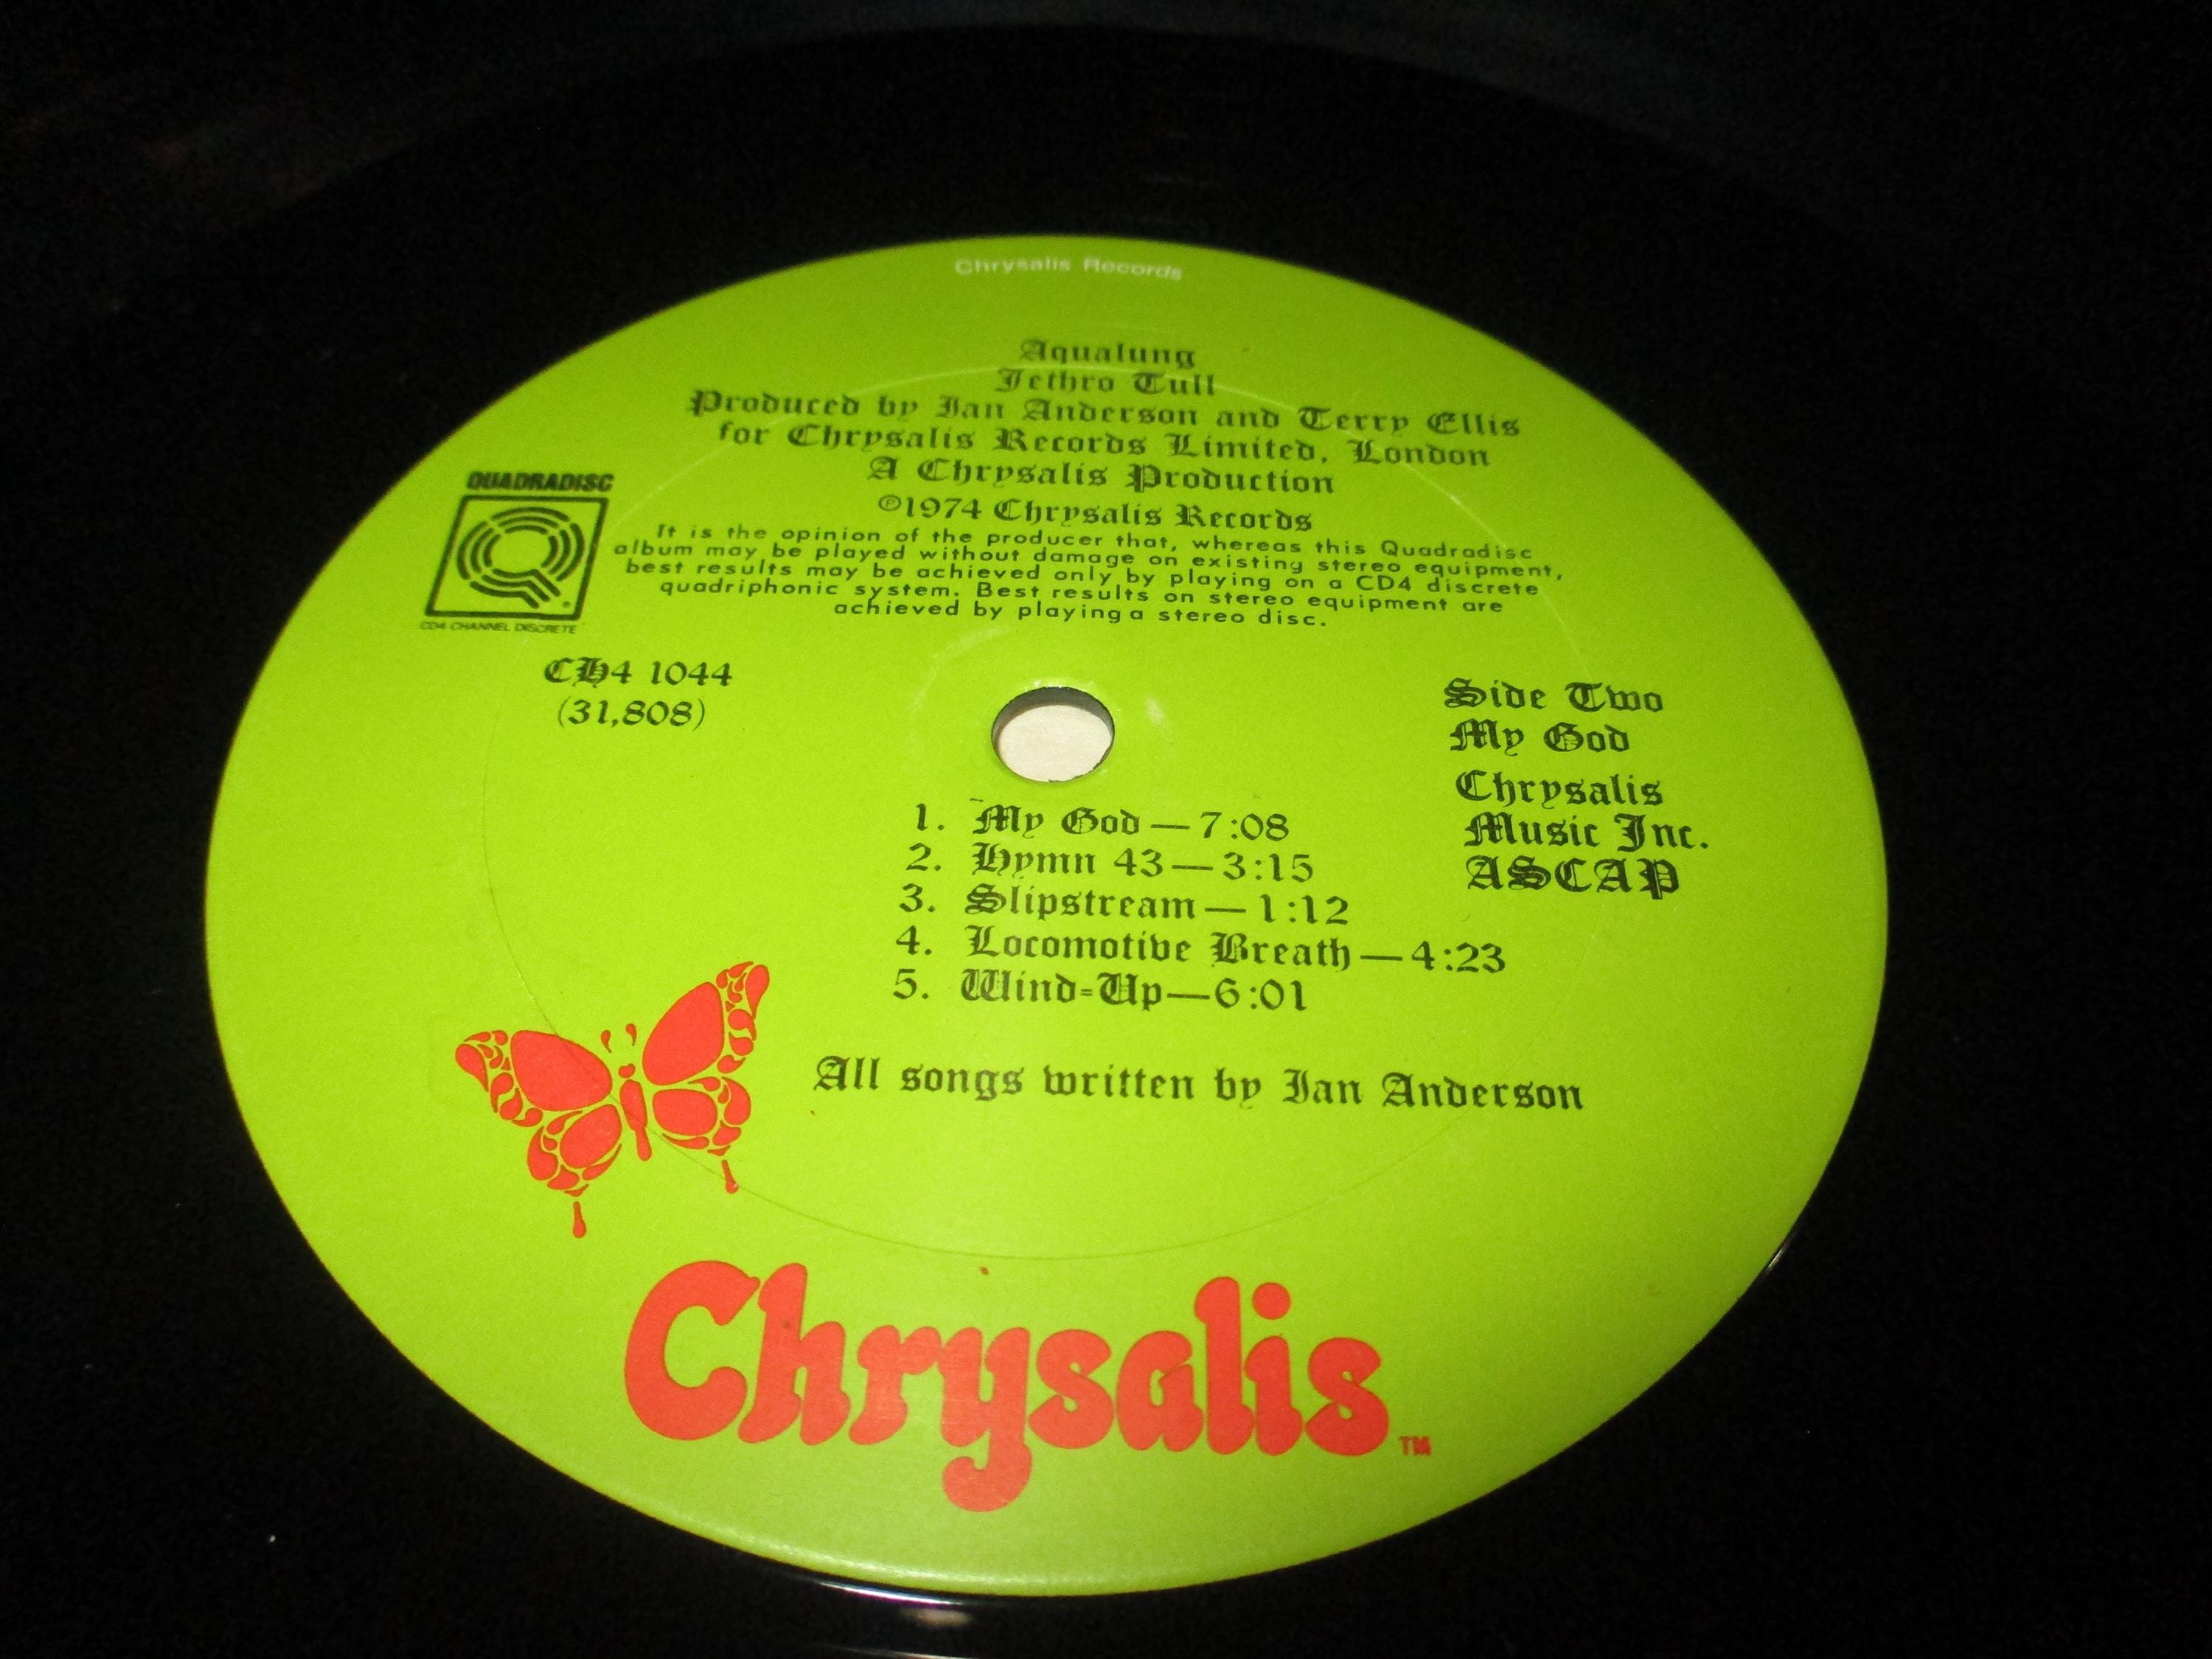 Chrysalis Records
Aqualung
Jethro Tull
Produced by Ian Anderson and Terry Ellis
for Chrysalis Records Limited, London
A Chrysalis Production
℗1974 Chrysalis Records
It is the opinion of the producer that, whereas this Quadradisc
album may be played without damage on existing stereo equipment,
best results may be achieved only by playing on a CD4 discrete
quadriphonic system. Best results on stereo equipment are
achieved by playing a stereo disc.
QUADRADISC
CD4 CHANNEL DISCRETE
CH4 1044
(31,808)
Side Two
My God
Chrysalis
Music Inc.
ASCAP
1. My God—7:08
2. Hymn 43—3:15
3. Slipstream—1:12
4. Locomotive Breath—4:23
5. Wind-Up—6:01
All songs written by Ian Anderson
Chrysalis TM